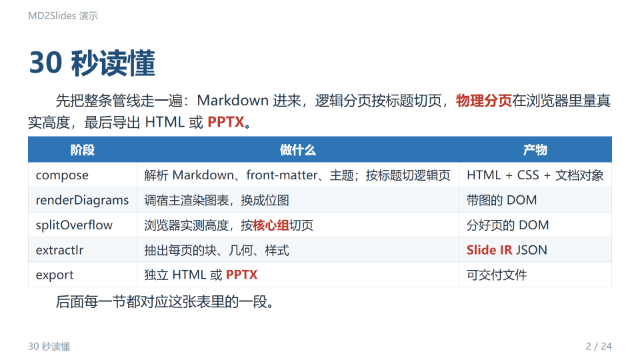 MD2Slides 演示
30 秒读懂
先把整条管线走一遍：Markdown 进来，逻辑分页按标题切页，物理分页在浏览器里量真
实高度，最后导出 HTML 或 PPTX。
阶段 做什么 产物
compose 解析 Markdown、front-matter、主题；按标题切逻辑页 HTML + CSS + 文档对象
renderDiagrams 调宿主渲染图表，换成位图 带图的 DOM
splitOverflow 浏览器实测高度，按核心组切页 分好页的 DOM
extractIr 抽出每页的块、几何、样式 Slide IR JSON
export 独立 HTML 或 PPTX 可交付文件
后面每一节都对应这张表里的一段。
30 秒读懂 2 / 24